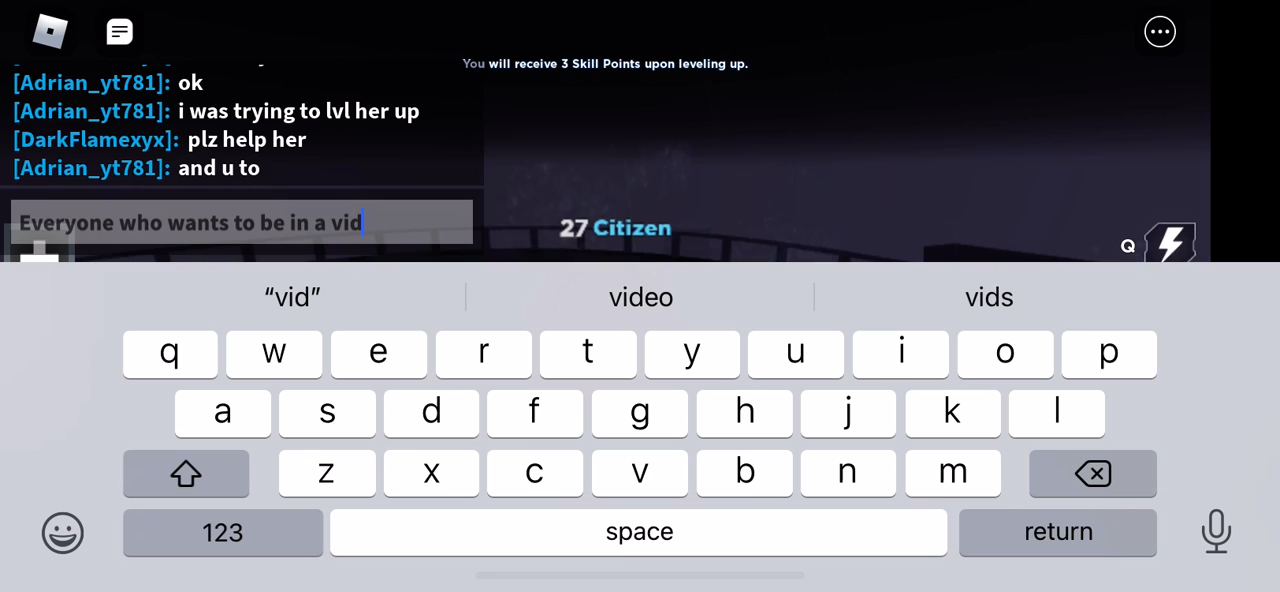 You will receive 3 Skill Points upon leveling up.
[Adrian_yt781]: ok
[Adrian_yt781]: i was trying to lvl her up
[DarkFlamexyx]: plz help her
[Adrian_yt781]: and u to
Everyone who wants to be in a vid
27 Citizen
Q
“vid” video vids
q w e r t y u i o p
a s d f g h j k l
z x c v b n m
123 space return